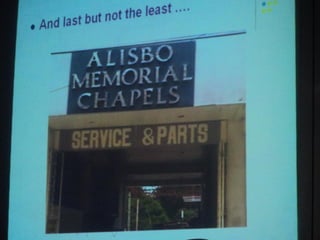 • And last but not the least ....
ALISBO
MEMORIAL
CHAPELS
SERVICE & PARTS